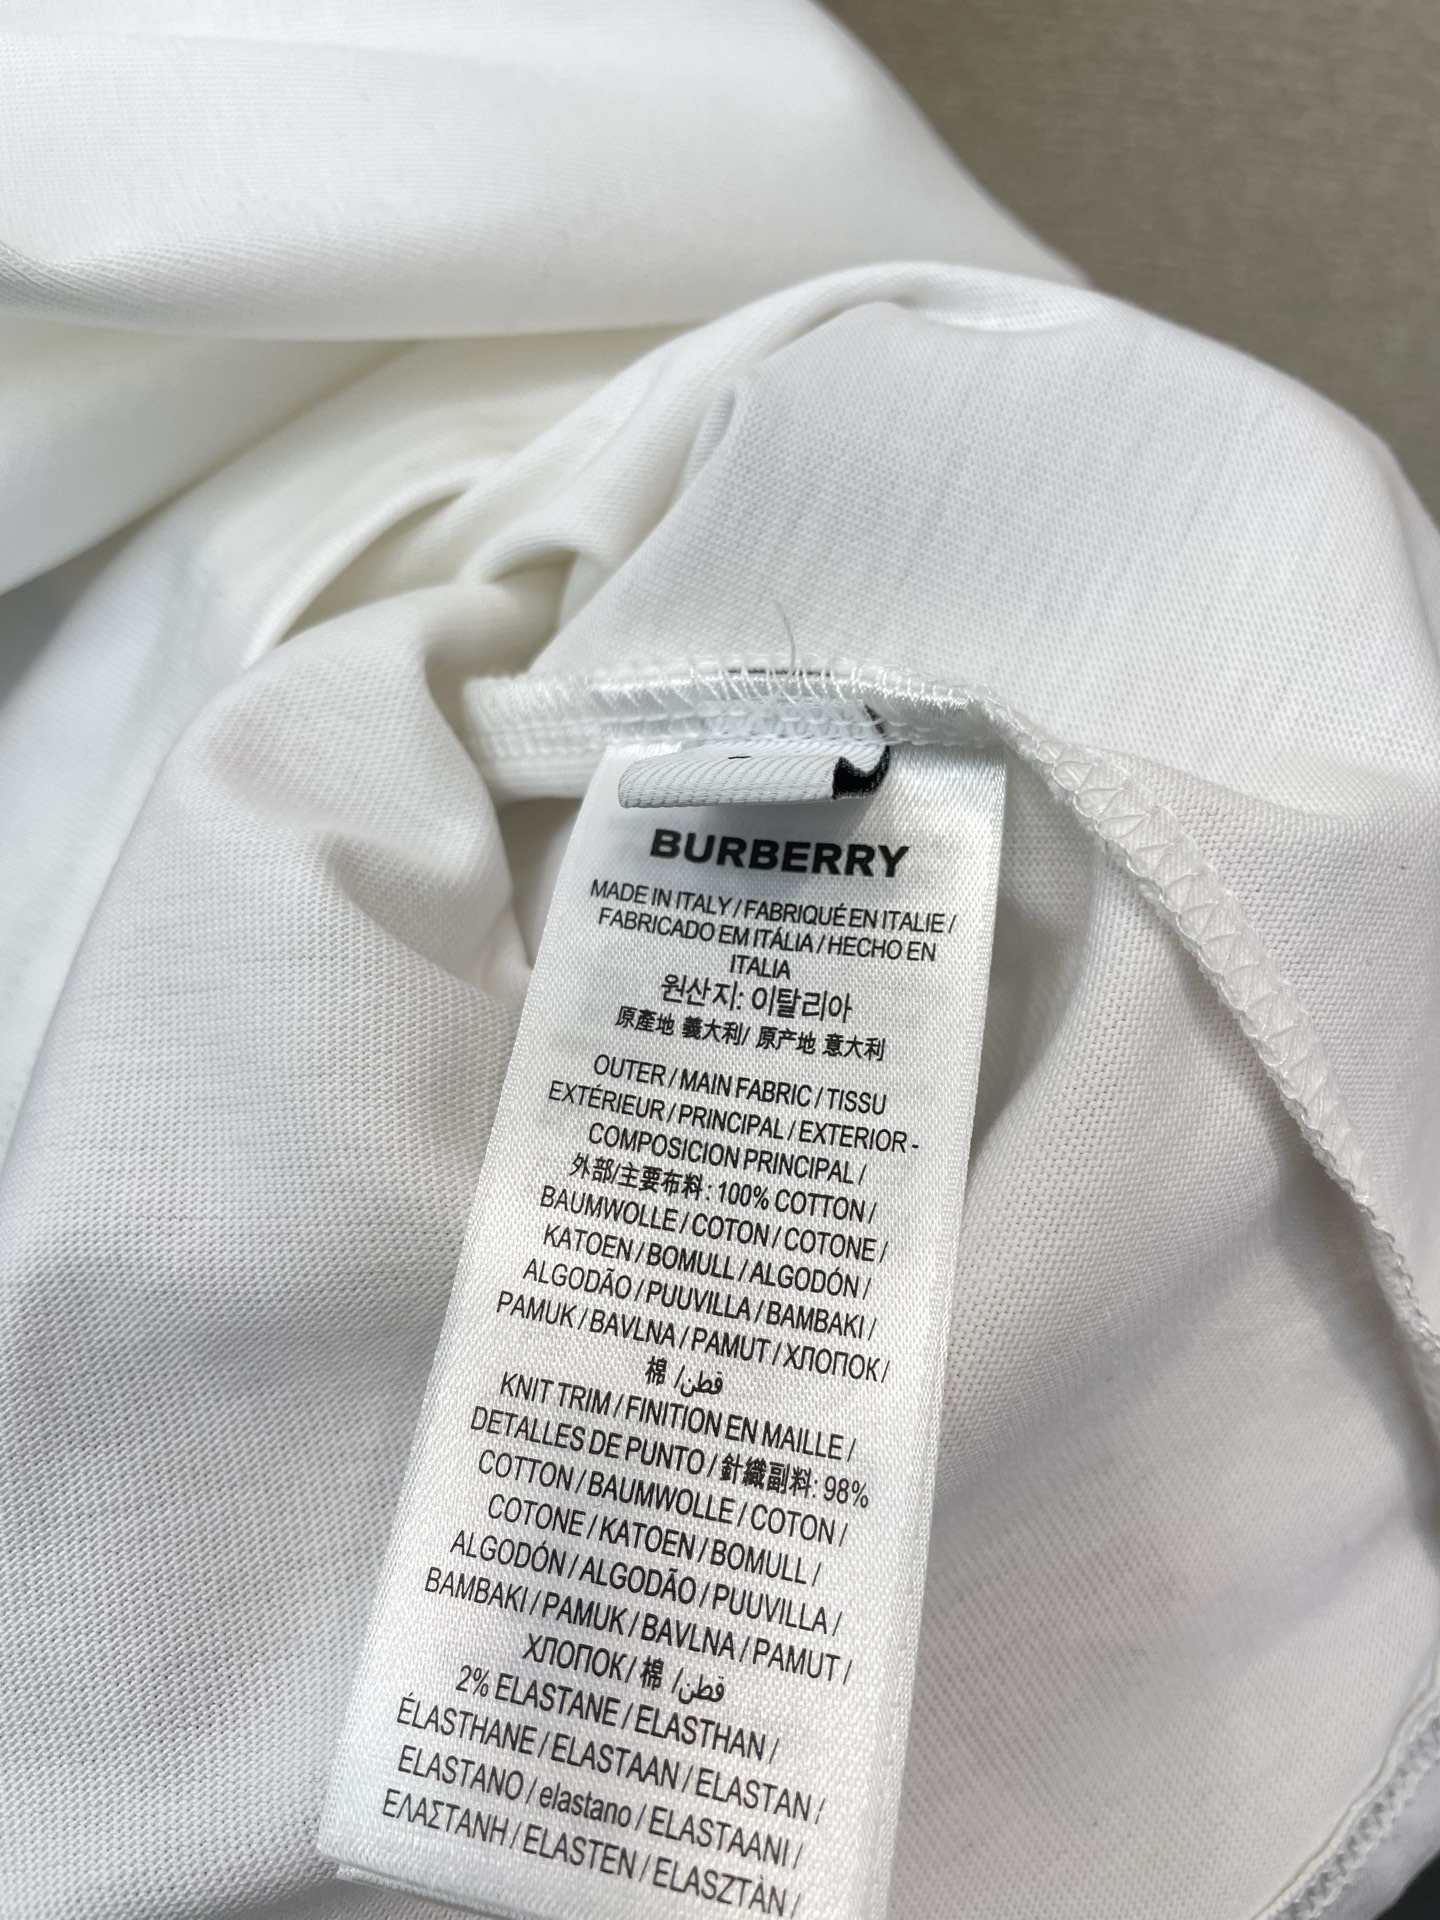 BURBERRY
MADE IN ITALY / FABRIQUÉ EN ITALIE /
FABRICADO EM ITÁLIA / HECHO EN
ITALIA
원산지: 이탈리아
原產地 義大利/ 原产地 意大利
OUTER / MAIN FABRIC / TISSU
EXTÉRIEUR / PRINCIPAL / EXTERIOR -
COMPOSICION PRINCIPAL /
外部/主要布料: 100% COTTON /
BAUMWOLLE / COTON / COTONE /
KATOEN / BOMULL / ALGODÓN /
ALGODÃO / PUUVILLA / BAMBAKI /
PAMUK / BAVLNA / PAMUT / ХЛОПОК /
棉 / قطن
KNIT TRIM / FINITION EN MAILLE /
DETALLES DE PUNTO / 針織副料: 98%
COTTON / BAUMWOLLE / COTON /
COTONE / KATOEN / BOMULL /
ALGODÓN / ALGODÃO / PUUVILLA /
BAMBAKI / PAMUK / BAVLNA / PAMUT /
ХЛОПОК / 棉 / قطن
2% ELASTANE / ELASTHAN /
ÉLASTHANE / ELASTAAN / ELASTAN /
ELASTANO / elastano / ELASTAANI /
ΕΛΑΣΤΑΝΗ / ELASTEN / ELASZTÀN /